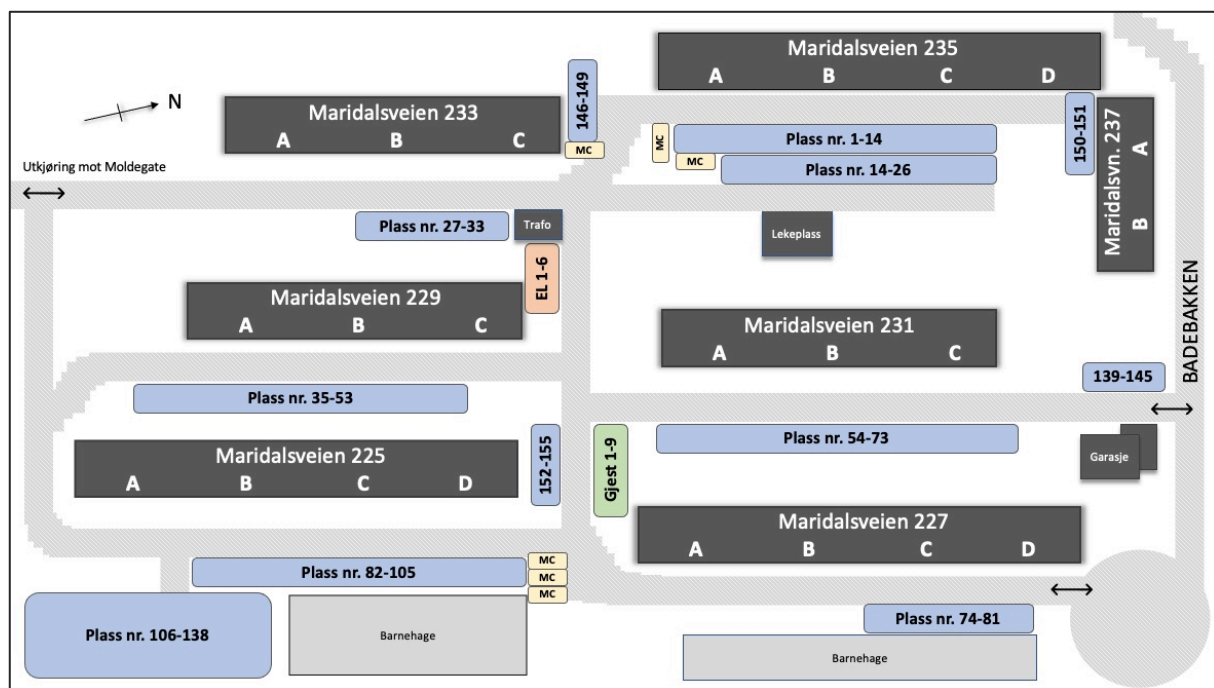 Maridalsveien 235
A B C D
N
146-149
Maridalsveien 233
A B C
MC
MC
Plass nr. 1-14
MC
Plass nr. 14-26
150-151
Maridalsvn. 237
A
B
Utkjøring mot Moldegate
Plass nr. 27-33
Trafo
Lekeplass
EL 1-6
Maridalsveien 229
A B C
Maridalsveien 231
A B C
BADEBAKKEN
139-145
Plass nr. 35-53
Maridalsveien 225
A B C D
152-155
Gjest 1-9
Plass nr. 54-73
Garasje
Maridalsveien 227
A B C D
Plass nr. 82-105
MC
MC
MC
Plass nr. 106-138
Barnehage
Plass nr. 74-81
Barnehage